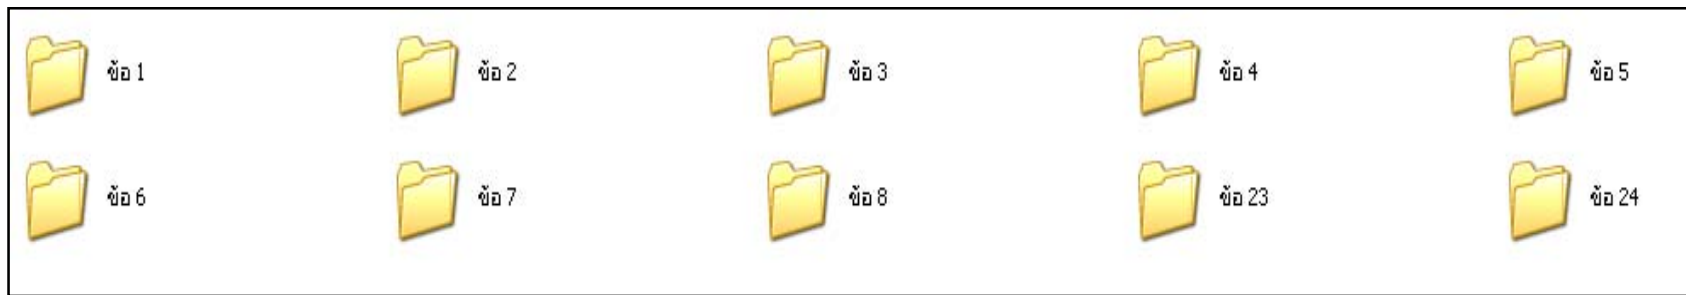 ข้อ 1 ข้อ 2 ข้อ 3 ข้อ 4 ข้อ 5
ข้อ 6 ข้อ 7 ข้อ 8 ข้อ 23 ข้อ 24